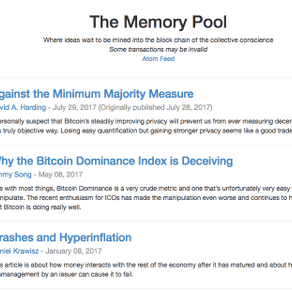 The Memory Pool
Where ideas wait to be mined into the block chain of the collective conscience
Some transactions may be invalid
Atom Feed
gainst the Minimum Majority Measure
vid A. Harding - July 29, 2017 (Originally published July 28, 2017)
ersonally suspect that Bitcoin's steadily improving privacy will prevent us from ever measuring decen
truly objective way. Losing easy quantification but gaining stronger privacy seems like a good trade
hy the Bitcoin Dominance Index is Deceiving
my Song - May 08, 2017
e with most things, Bitcoin Dominance is a very crude metric and one that's unfortunately very easy
nipulate. The recent enthusiasm for ICOs has made the manipulation even worse and continues to h
t Bitcoin is doing really well.
rashes and Hyperinflation
niel Krawisz - January 08, 2017
s article is about how money interacts with the rest of the economy after it has matured and about h
smanagement by an issuer can cause it to fail.